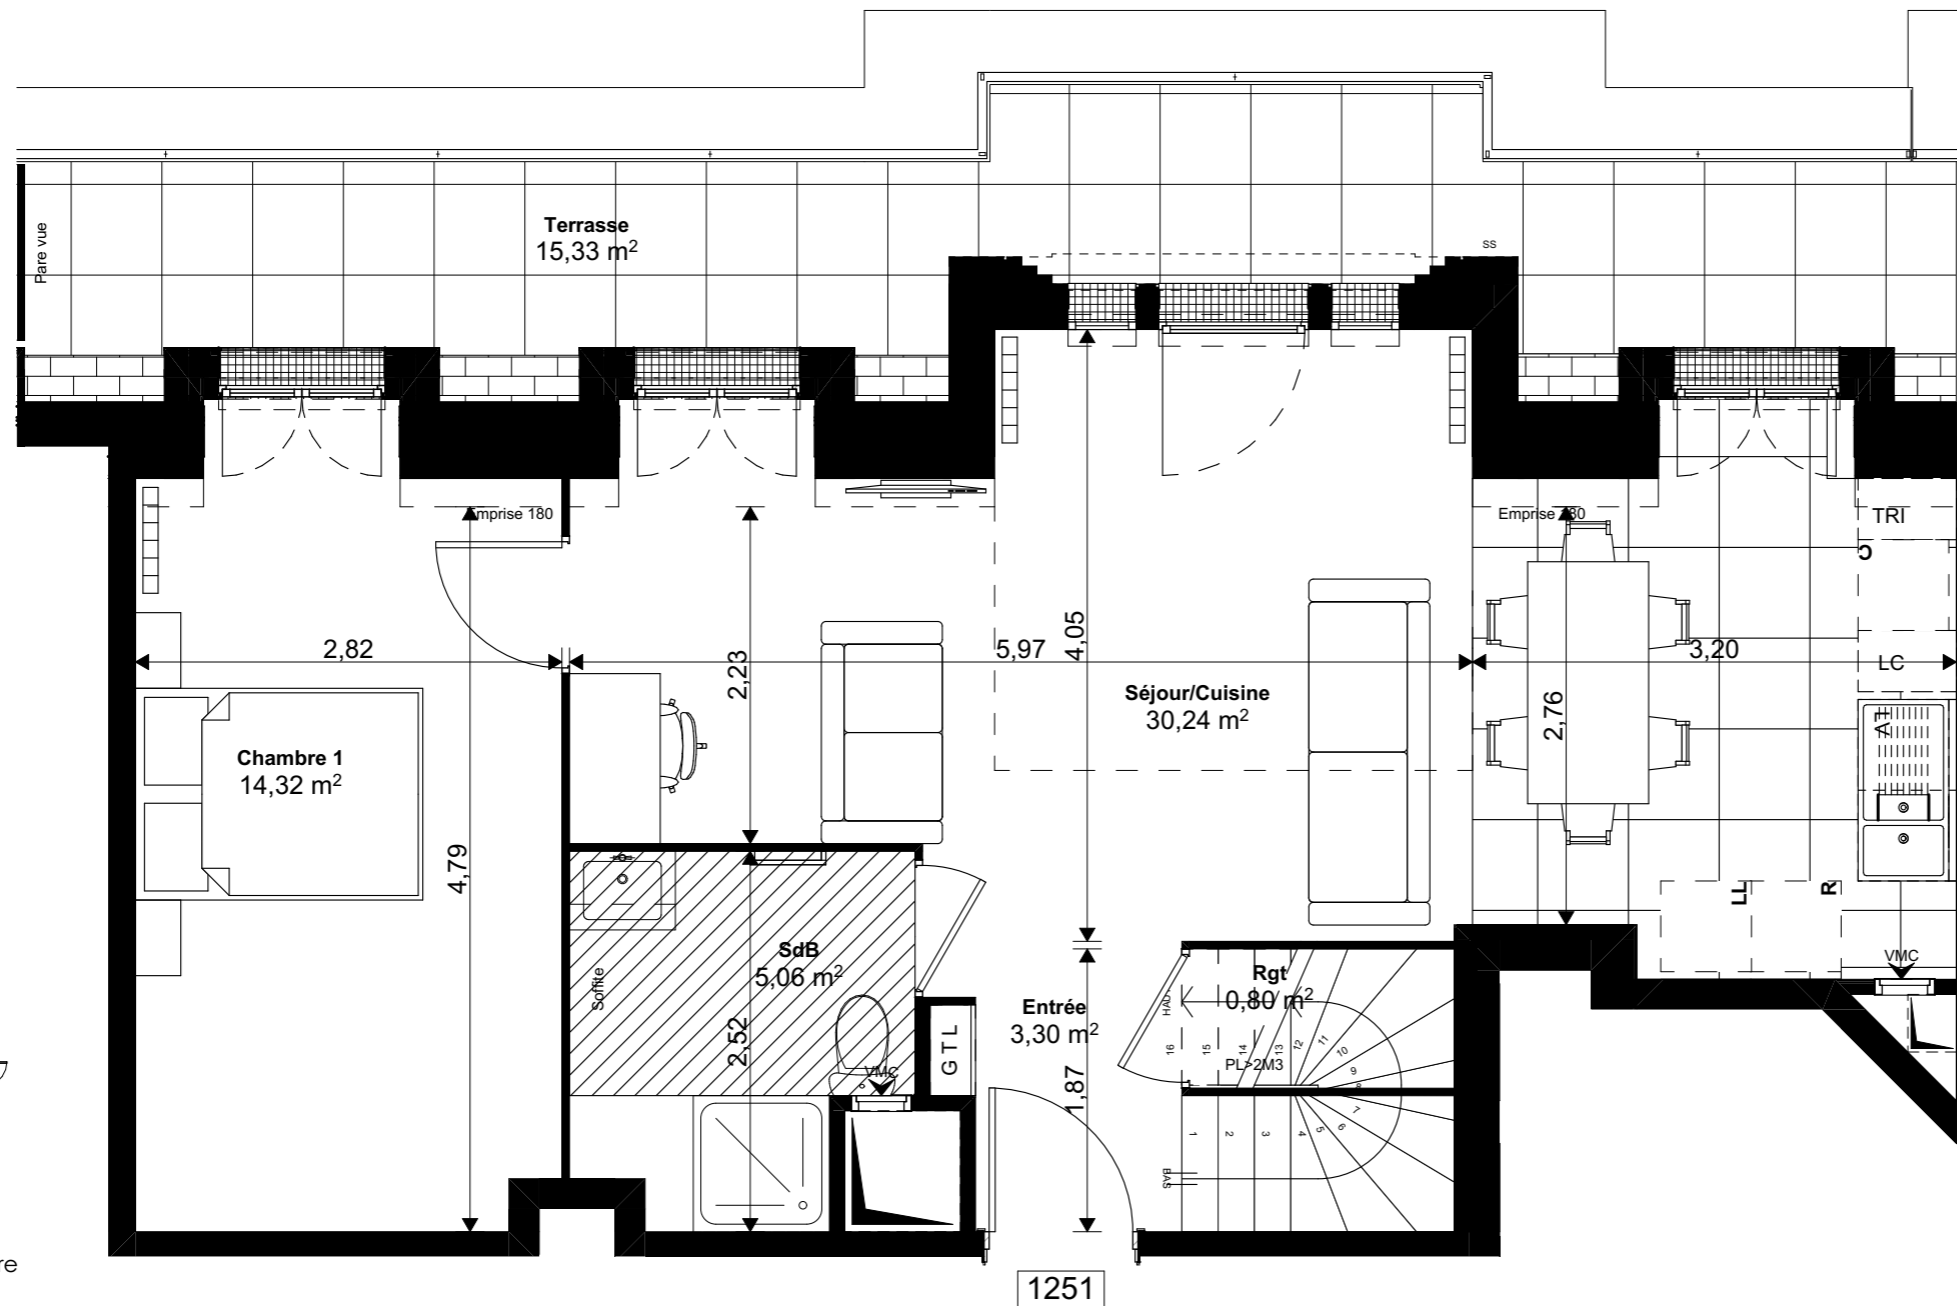 Pare vue
Terrasse
15,33 m²
SS
Emprise 180
Emprise 180
TRI
C
2,82
2,23
5,97
4,05
3,20
LC
Séjour/Cuisine
30,24 m²
2,76
LV
Chambre 1
14,32 m²
4,79
LL
R
VMC
SdB
5,06 m²
Soffite
2,52
VMC
GTL
Entrée
3,30 m²
1,87
Rgt
0,80 m²
HAUT
PL>2M3
16
15
14
13
12
11
10
9
8
7
6
5
4
3
2
1
BAS
re
1251